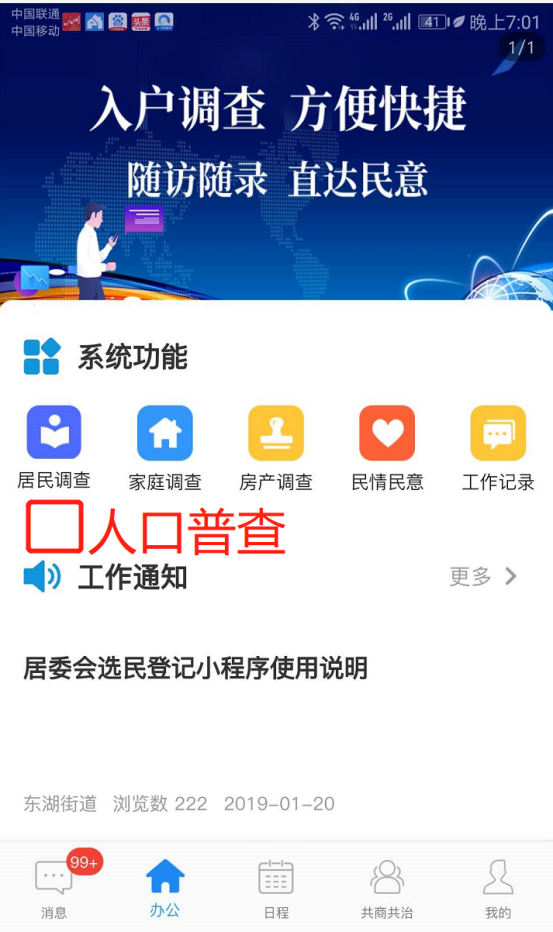 中国联通
中国移动
4G 2G 41 晚上7:01
1/1
入户调查 方便快捷
随访随录 直达民意
系统功能
居民调查 家庭调查 房产调查 民情民意 工作记录
人口普查
工作通知 更多
居委会选民登记小程序使用说明
东湖街道 浏览数 222 2019-01-20
99+
消息 办公 日程 共商共治 我的